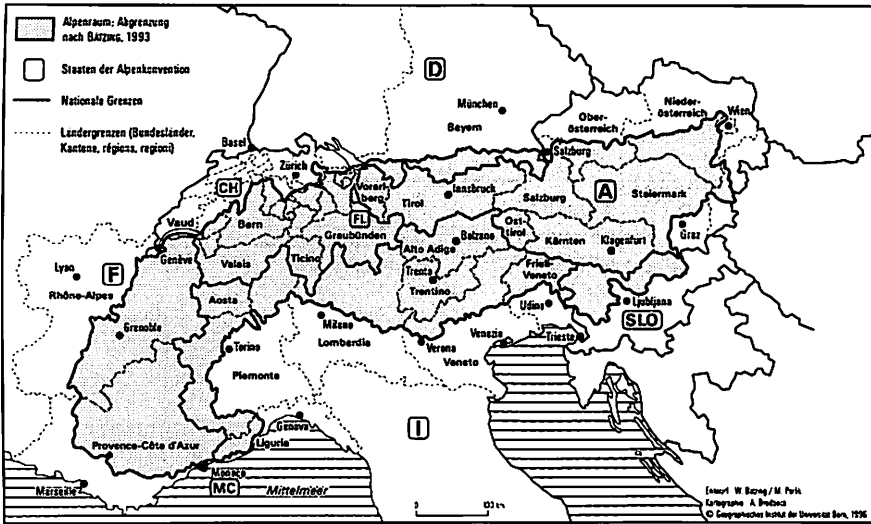 Alpenraum; Abgrenzung
nach BÄTZING, 1993
Staaten der Alpenkonvention
Nationale Grenzen
Ländergrenzen (Bundesländer,
Kantone, régions, regioni)
D
München
Bayern
Ober-
österreich
Nieder-
österreich
Wien
Basel
Zürich
CH
Salzburg
Vorarl-
berg
FL
Tirol
Innsbruck
Salzburg
A
Steiermark
Graz
Vaud
Bern
Graubünden
Ost-
tirol
Kärnten
Klagenfurt
Genève
Valais
Ticino
Alto Adige
Bolzano
Lyon
F
Rhône-Alpes
Aosta
Trento
Trentino
Friuli-
Veneto
Udine
Ljubljana
SLO
Grenoble
Milano
Lombardia
Torino
Verona
Veneto
Venezia
Trieste
Piemonte
Genova
Liguria
I
Provence-Côte d'Azur
Marseille
Monaco
MC
Mittelmeer
0 100 km
Entwurf W. Bätzing / M. Perlik
Kartographie A. Brodbeck
© Geographisches Institut der Universität Bern, 1996